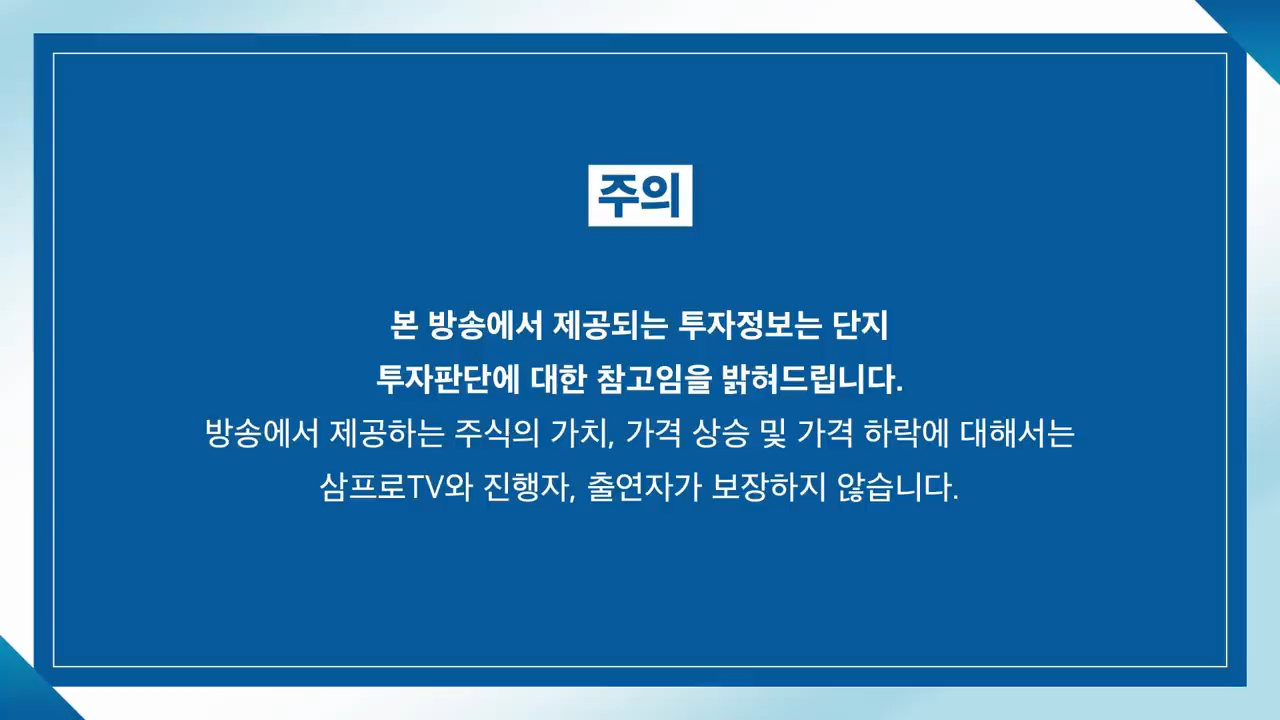 주의
본 방송에서 제공되는 투자정보는 단지
투자판단에 대한 참고임을 밝혀드립니다.
방송에서 제공하는 주식의 가치, 가격 상승 및 가격 하락에 대해서는
삼프로TV와 진행자, 출연자가 보장하지 않습니다.